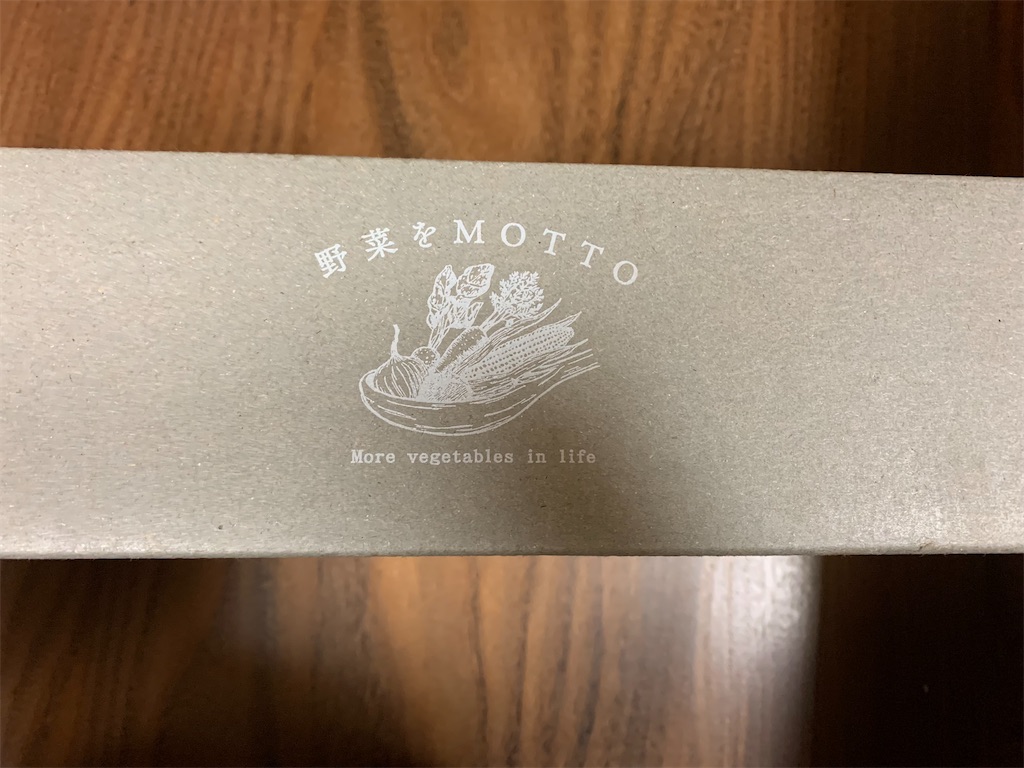 野菜をMOTTO
More vegetables in life